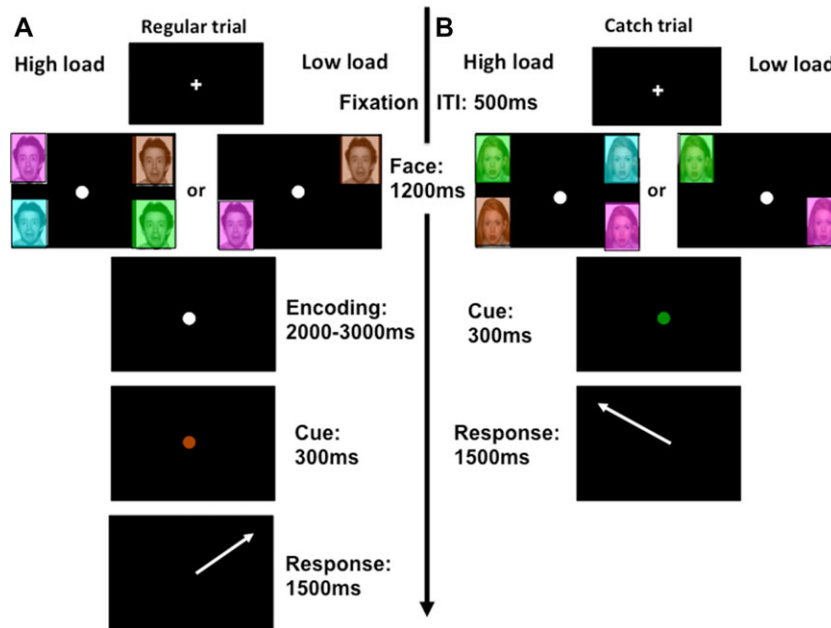 A
Regular trial
High load
Low load
Fixation
or
Face:
1200ms
Encoding:
2000-3000ms
Cue:
300ms
Response:
1500ms
B
Catch trial
High load
Low load
ITI: 500ms
or
Cue:
300ms
Response:
1500ms